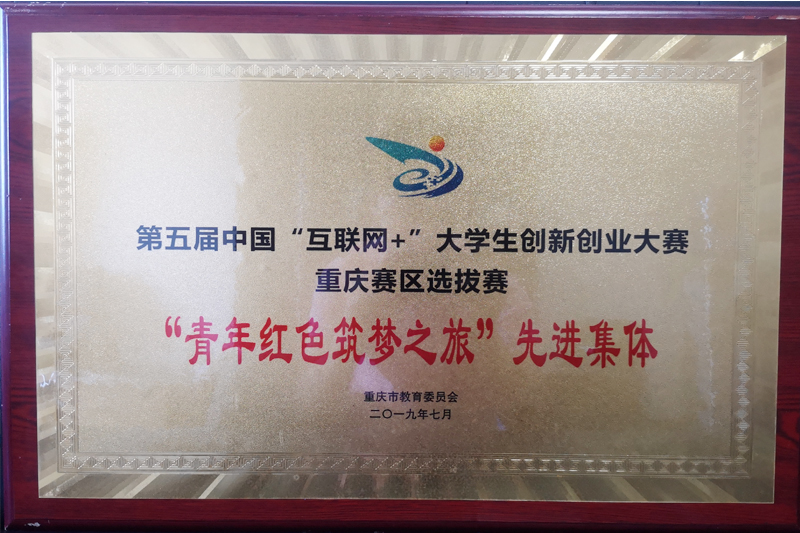 第五届中国“互联网+”大学生创新创业大赛
重庆赛区选拔赛
“青年红色筑梦之旅”先进集体
重庆市教育委员会
二〇一九年七月